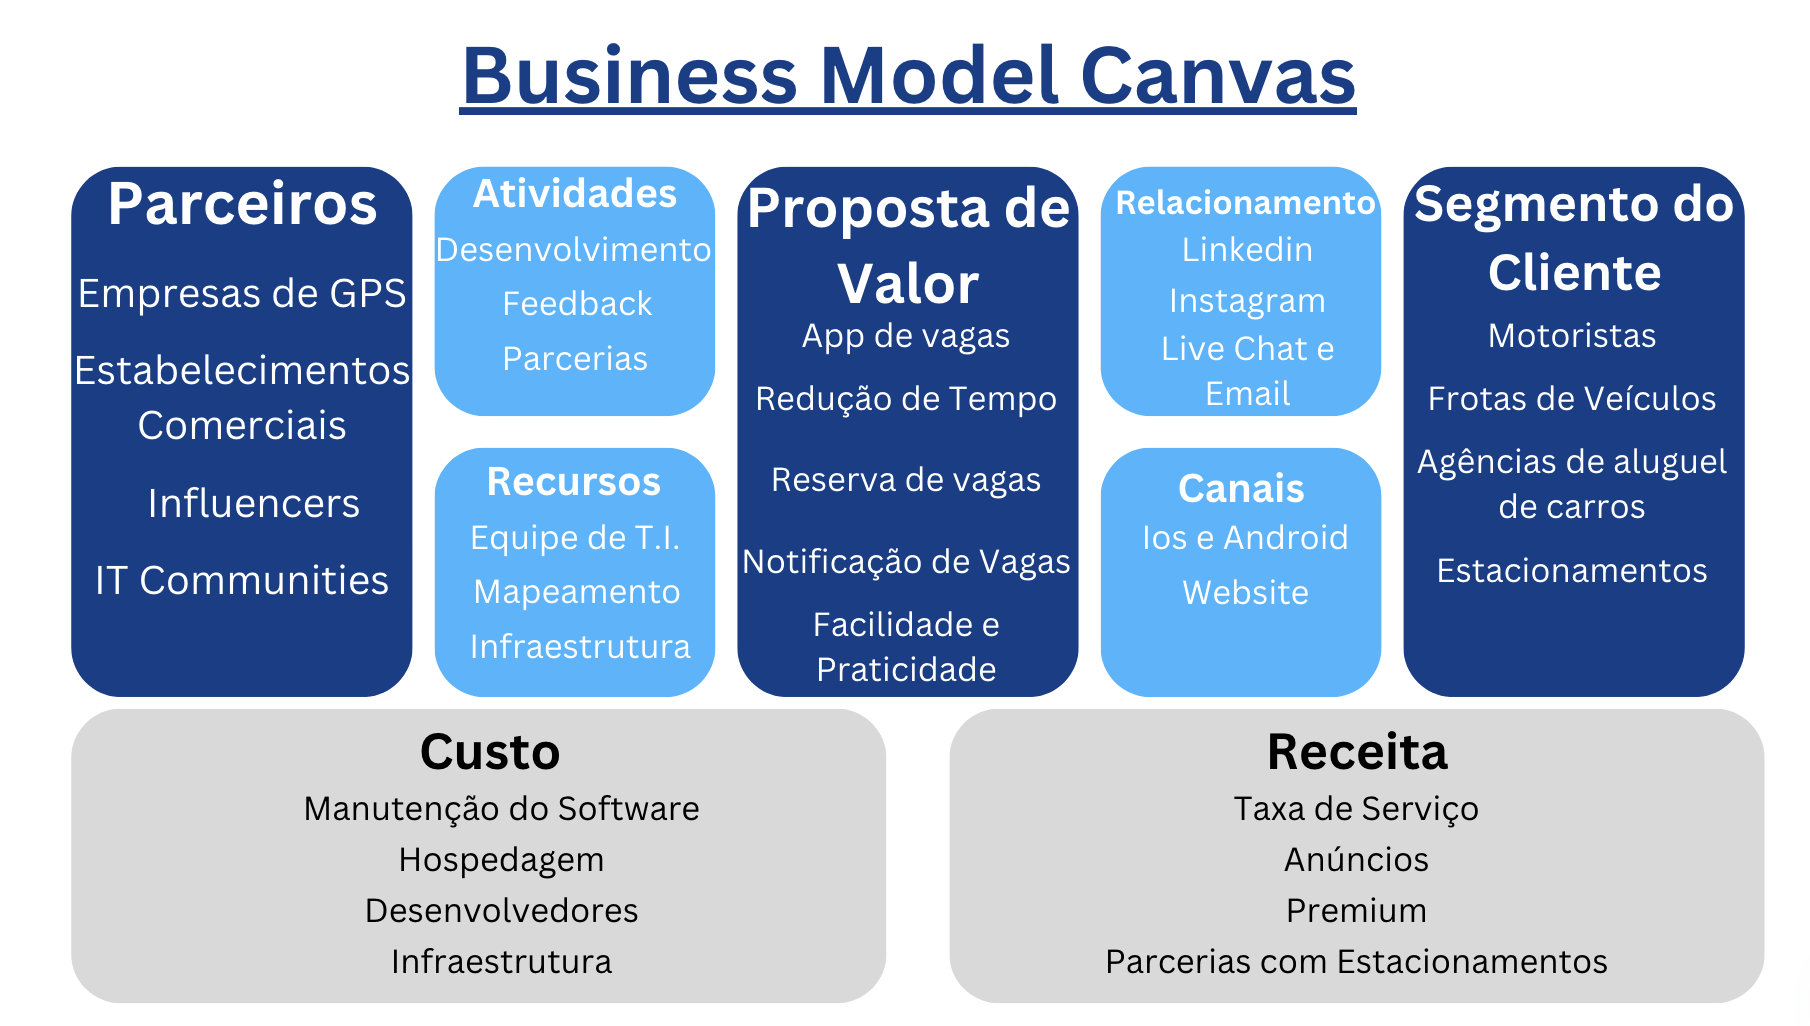 Business Model Canvas
Parceiros
Empresas de GPS
Estabelecimentos
Comerciais
Influencers
IT Communities
Atividades
Desenvolvimento
Feedback
Parcerias
Recursos
Equipe de T.I.
Mapeamento
Infraestrutura
Proposta de
Valor
App de vagas
Redução de Tempo
Reserva de vagas
Notificação de Vagas
Facilidade e
Praticidade
Relacionamento
Linkedin
Instagram
Live Chat e
Email
Canais
Ios e Android
Website
Segmento do
Cliente
Motoristas
Frotas de Veículos
Agências de aluguel
de carros
Estacionamentos
Custo
Manutenção do Software
Hospedagem
Desenvolvedores
Infraestrutura
Receita
Taxa de Serviço
Anúncios
Premium
Parcerias com Estacionamentos